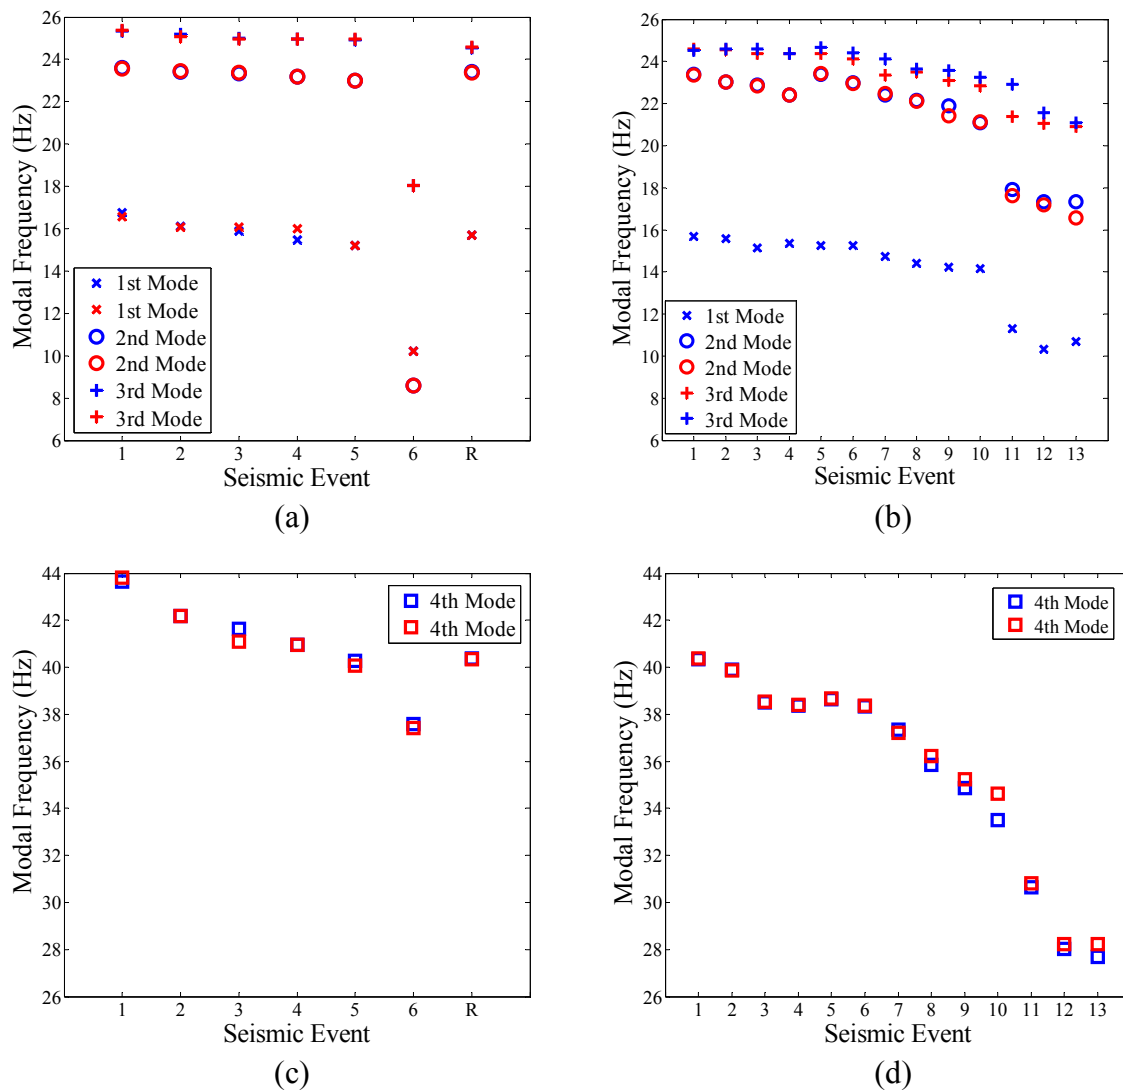 26
24
22
20
18
16
14
12
10
8
6
Modal Frequency (Hz)
1st Mode
1st Mode
2nd Mode
2nd Mode
3rd Mode
3rd Mode
1 2 3 4 5 6 R
Seismic Event
(a)
26
24
22
20
18
16
14
12
10
8
6
Modal Frequency (Hz)
1st Mode
2nd Mode
2nd Mode
3rd Mode
3rd Mode
1 2 3 4 5 6 7 8 9 10 11 12 13
Seismic Event
(b)
44
42
40
38
36
34
32
30
28
26
Modal Frequency (Hz)
4th Mode
4th Mode
1 2 3 4 5 6 R
Seismic Event
(c)
44
42
40
38
36
34
32
30
28
26
Modal Frequency (Hz)
4th Mode
4th Mode
1 2 3 4 5 6 7 8 9 10 11 12 13
Seismic Event
(d)